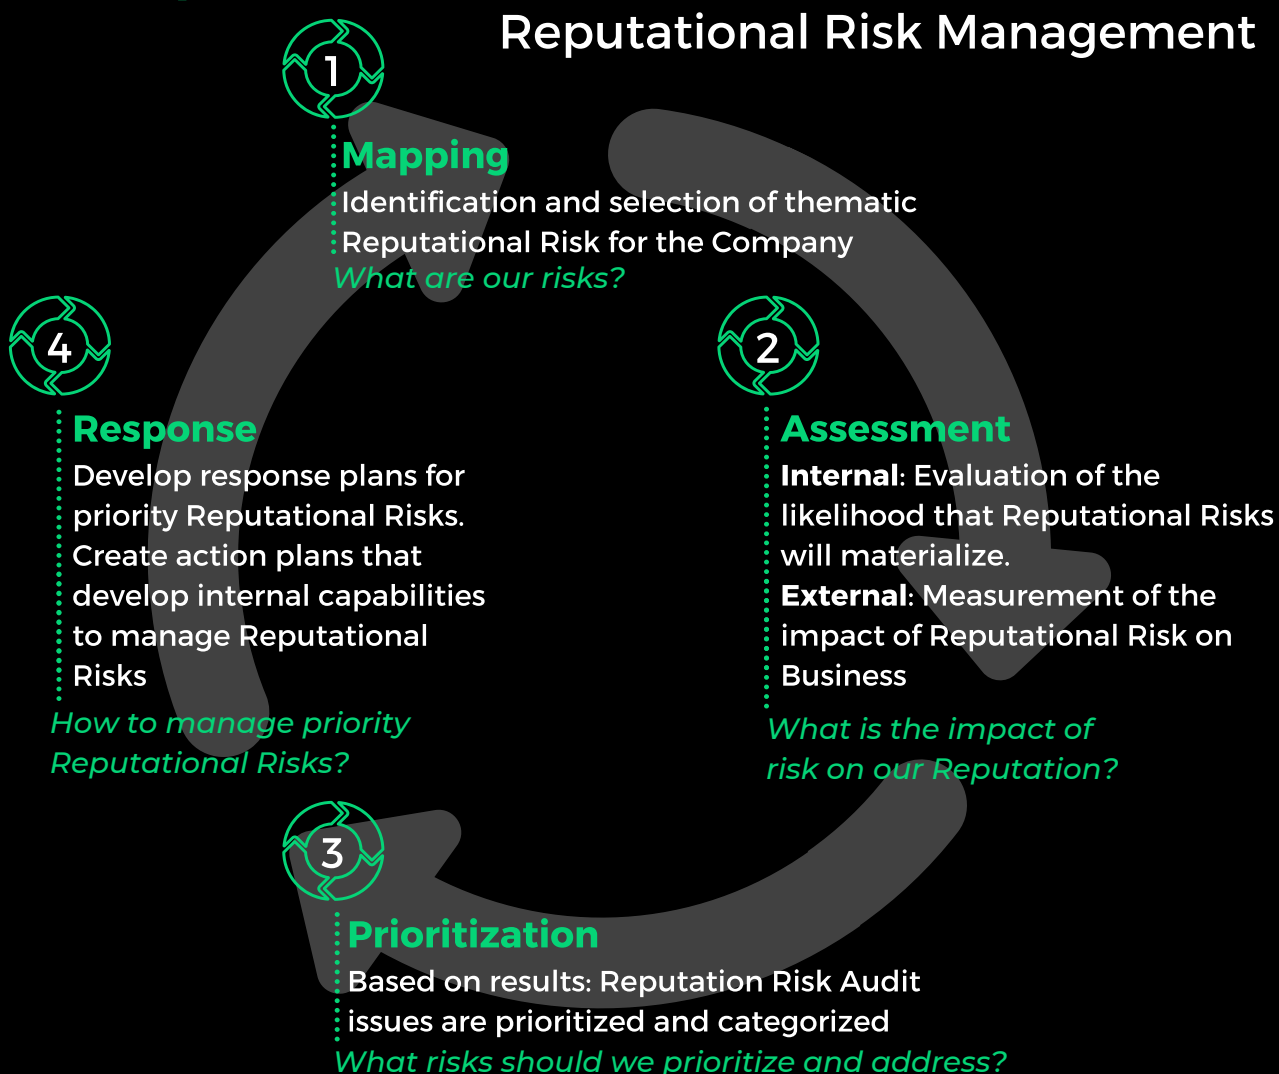 Reputational Risk Management
1
Mapping
Identification and selection of thematic
Reputational Risk for the Company
What are our risks?
2
Assessment
Internal: Evaluation of the
likelihood that Reputational Risks
will materialize.
External: Measurement of the
impact of Reputational Risk on
Business
What is the impact of
risk on our Reputation?
3
Prioritization
Based on results: Reputation Risk Audit
issues are prioritized and categorized
What risks should we prioritize and address?
4
Response
Develop response plans for
priority Reputational Risks.
Create action plans that
develop internal capabilities
to manage Reputational
Risks
How to manage priority
Reputational Risks?